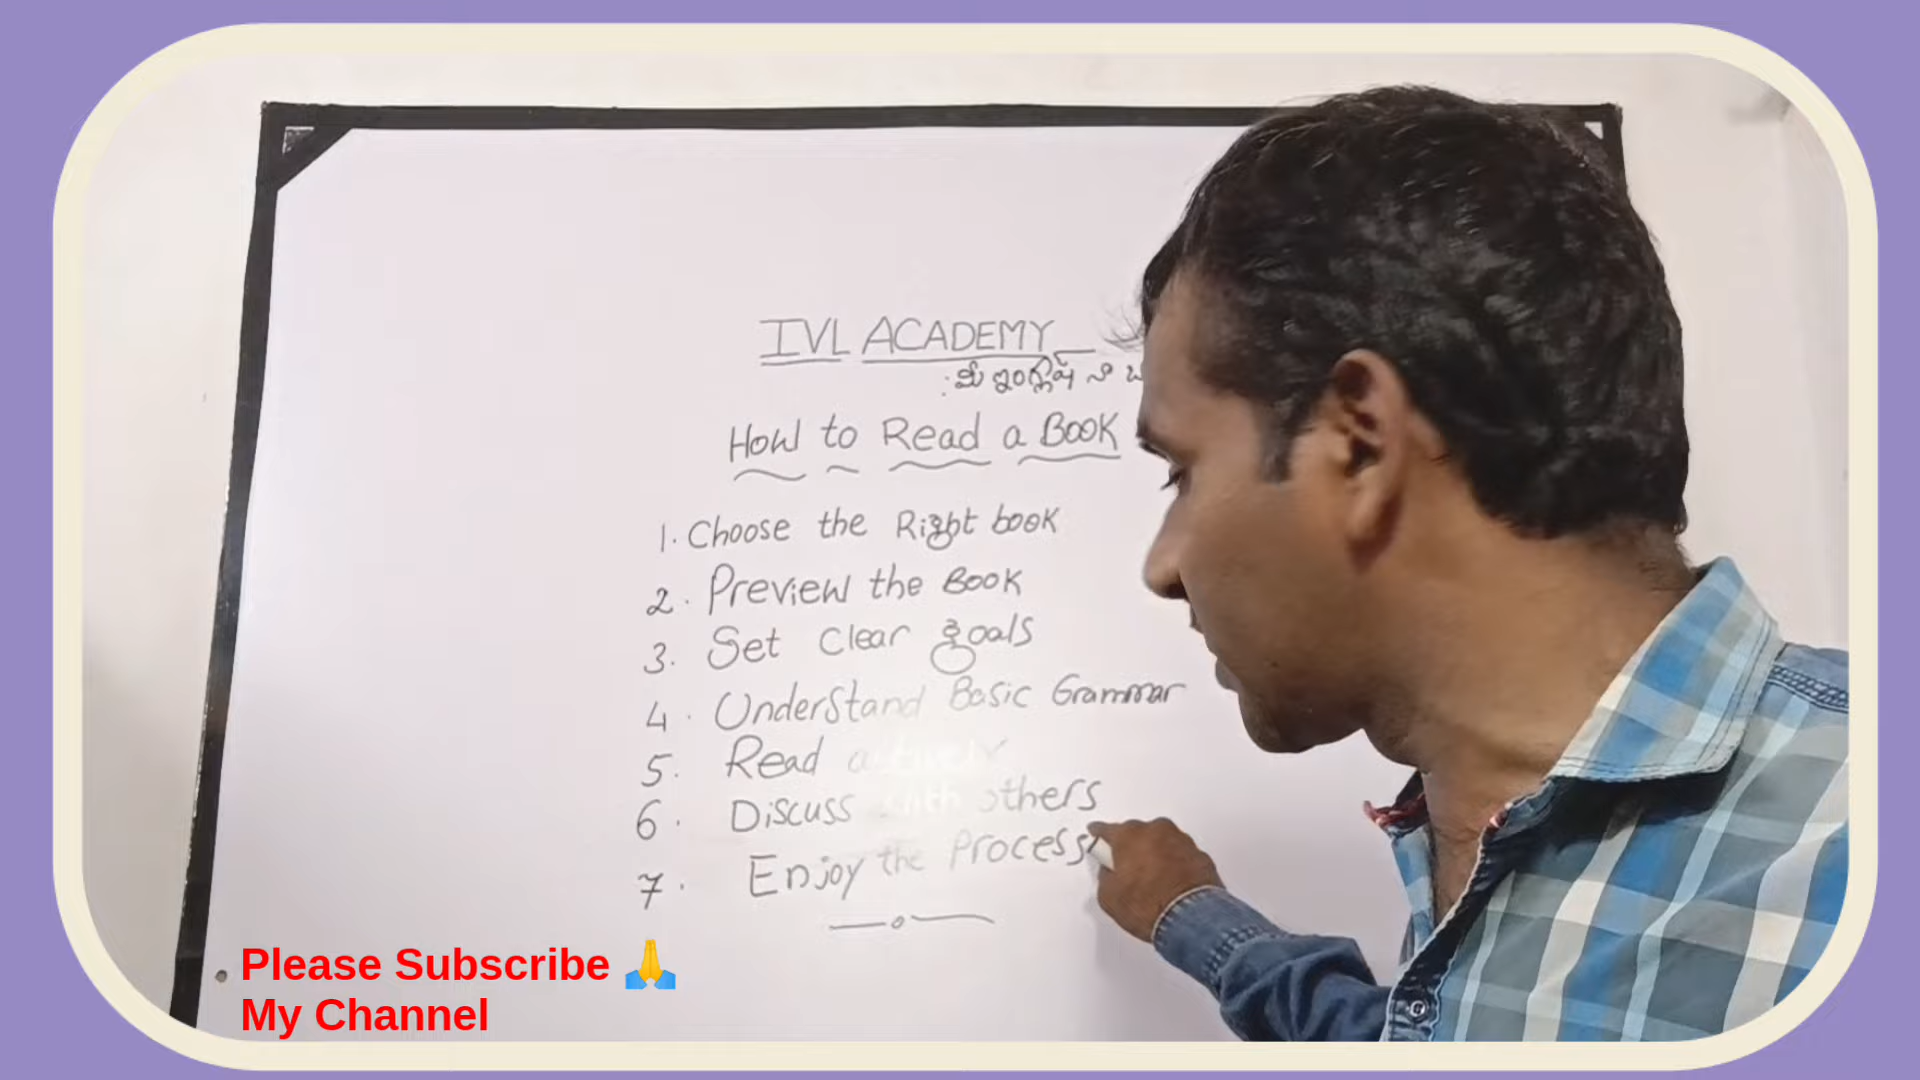 IVL ACADEMY
: మీ ఇంగ్లీష్ నా
How to Read a Book
1. Choose the Right book
2. Preview the Book
3. Set Clear goals
4. Understand Basic Grammar
5. Read actively
6. Discuss with others
7. Enjoy the Process
Please Subscribe 🙏
My Channel